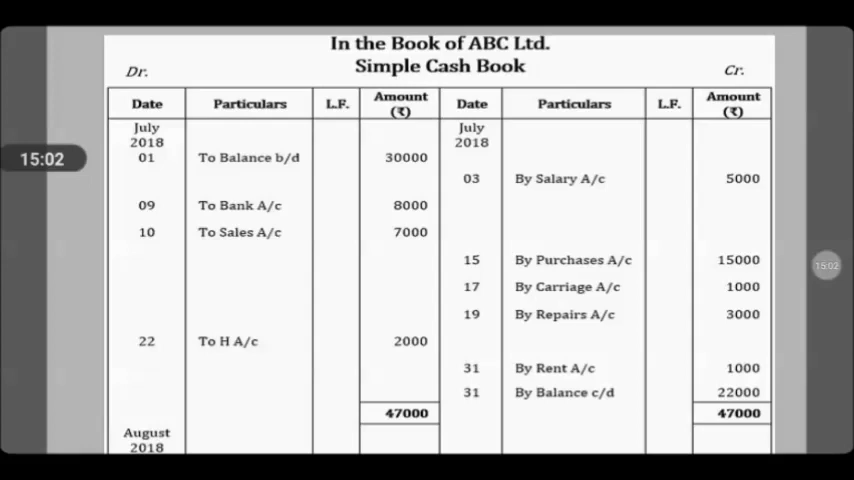 In the Book of ABC Ltd.
Simple Cash Book
Dr. Cr.
Date Particulars L.F. Amount (₹) Date Particulars L.F. Amount (₹)
July 2018 July 2018
01 To Balance b/d 30000
03 By Salary A/c 5000
09 To Bank A/c 8000
10 To Sales A/c 7000
15 By Purchases A/c 15000
17 By Carriage A/c 1000
19 By Repairs A/c 3000
22 To H A/c 2000
31 By Rent A/c 1000
31 By Balance c/d 22000
47000 47000
August 2018
15:02
15:02